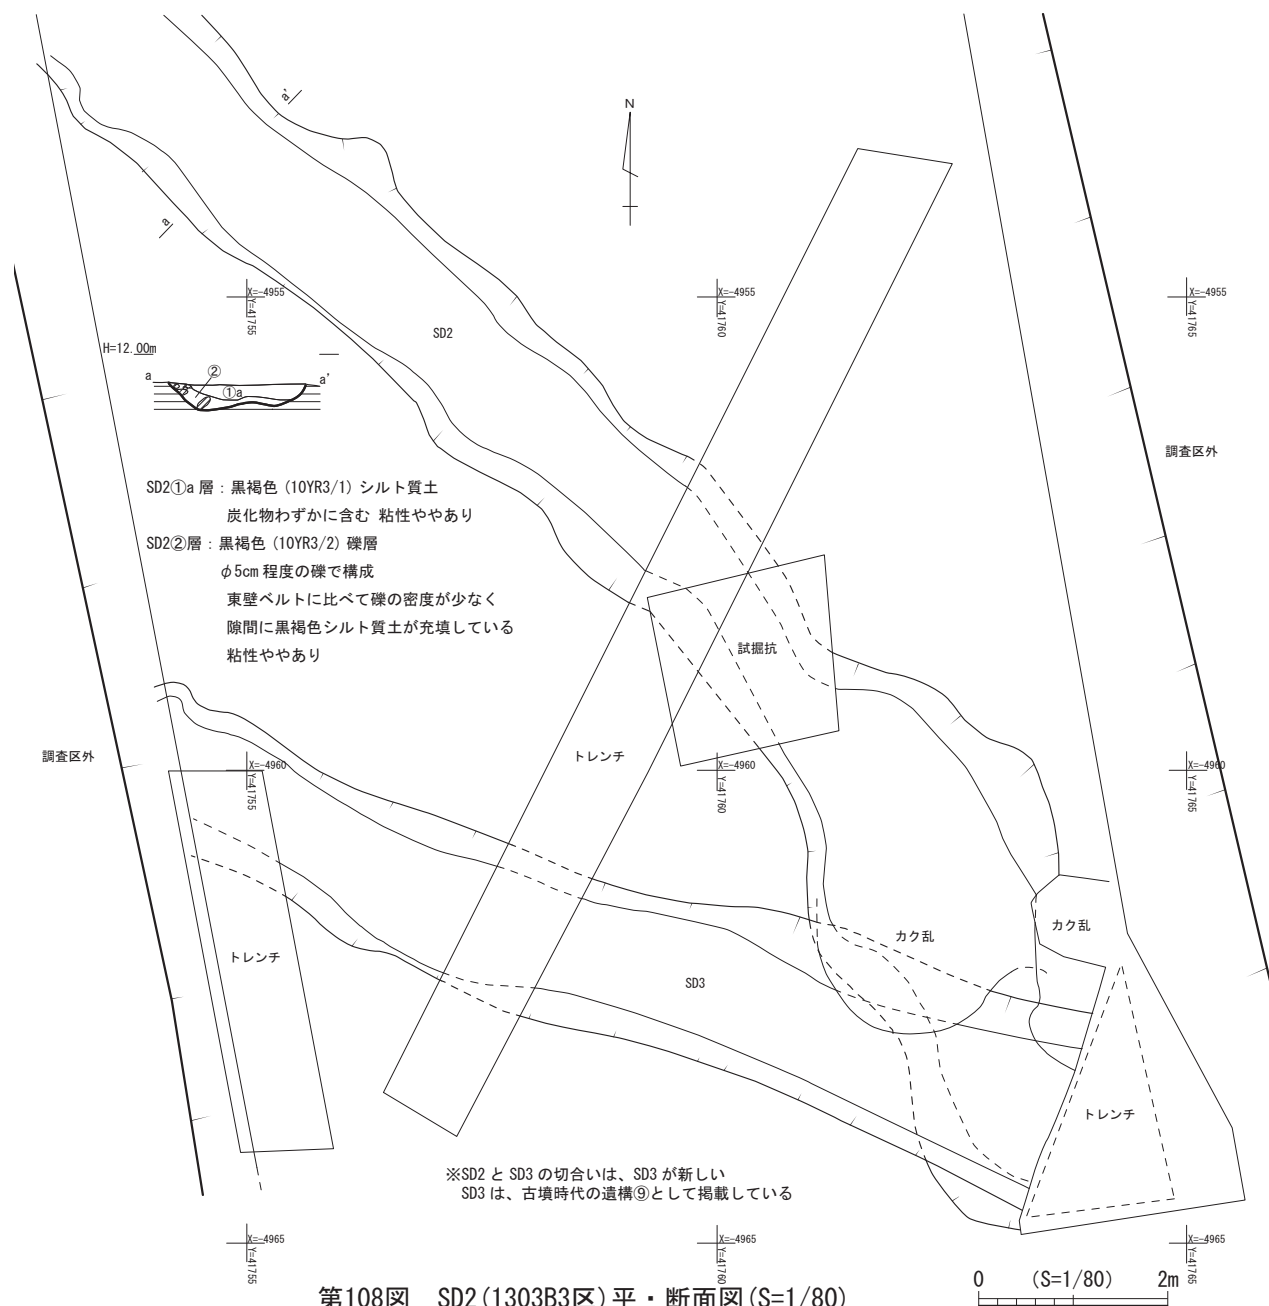 a'
N
a
X=-4955
Y=41755
X=-4955
Y=41760
X=-4955
Y=41765
SD2
H=12.00m
a
②
①a
a'
調査区外
SD2①a 層：黒褐色 (10YR3/1) シルト質土
炭化物わずかに含む 粘性ややあり
SD2②層：黒褐色 (10YR3/2) 礫層
φ5cm 程度の礫で構成
東壁ベルトに比べて礫の密度が少なく
隙間に黒褐色シルト質土が充填している
粘性ややあり
試掘抗
調査区外
トレンチ
X=-4960
Y=41755
X=-4960
Y=41760
X=-4960
Y=41765
カク乱
カク乱
トレンチ
SD3
トレンチ
※SD2 と SD3 の切合いは、SD3 が新しい
SD3 は、古墳時代の遺構⑨として掲載している
X=-4965
Y=41755
X=-4965
Y=41760
X=-4965
Y=41765
0 (S=1/80) 2m
第108図 SD2(1303B3区)平・断面図(S=1/80)